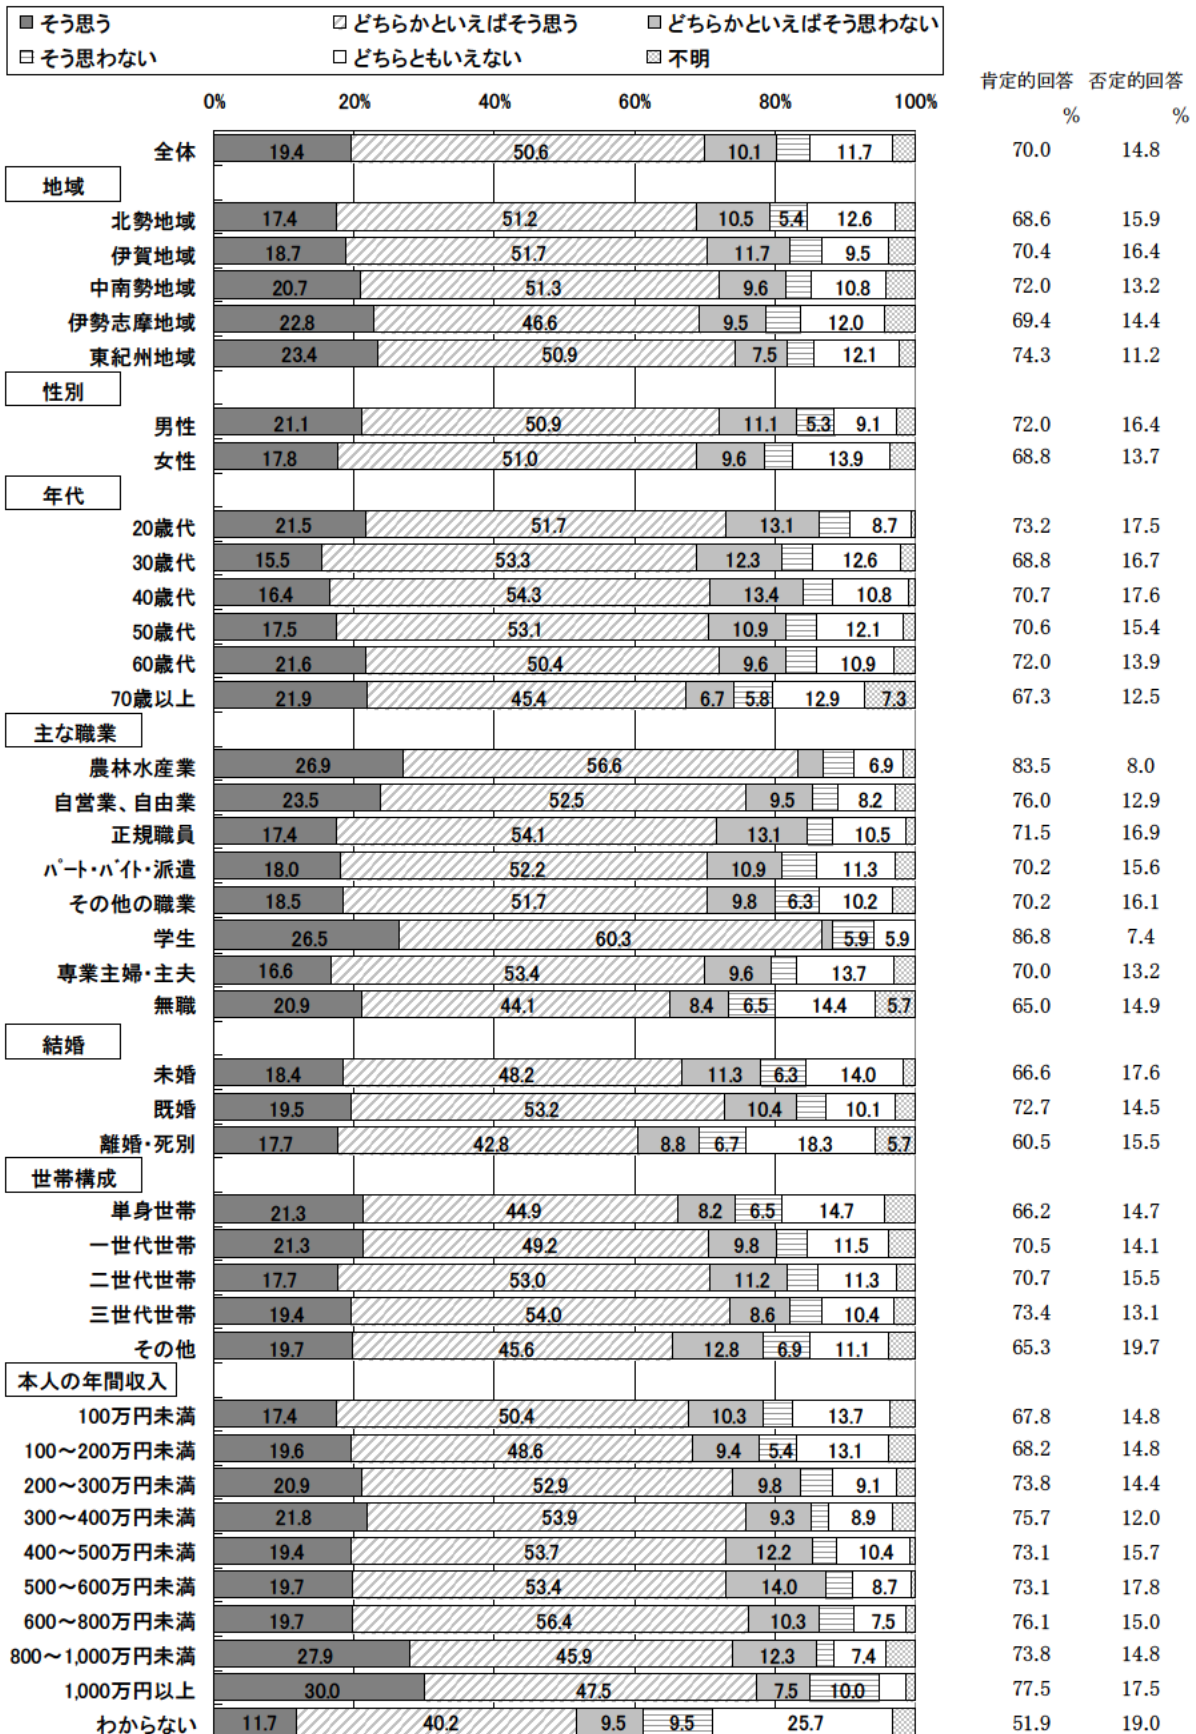 そう思う どちらかといえばそう思う どちらかといえばそう思わない
そう思わない どちらともいえない 不明
肯定的回答 否定的回答
% %
0% 20% 40% 60% 80% 100%
全体 19.4 50.6 10.1 11.7 70.0 14.8
地域
北勢地域 17.4 51.2 10.5 5.4 12.6 68.6 15.9
伊賀地域 18.7 51.7 11.7 9.5 70.4 16.4
中南勢地域 20.7 51.3 9.6 10.8 72.0 13.2
伊勢志摩地域 22.8 46.6 9.5 12.0 69.4 14.4
東紀州地域 23.4 50.9 7.5 12.1 74.3 11.2
性別
男性 21.1 50.9 11.1 5.3 9.1 72.0 16.4
女性 17.8 51.0 9.6 13.9 68.8 13.7
年代
20歳代 21.5 51.7 13.1 8.7 73.2 17.5
30歳代 15.5 53.3 12.3 12.6 68.8 16.7
40歳代 16.4 54.3 13.4 10.8 70.7 17.6
50歳代 17.5 53.1 10.9 12.1 70.6 15.4
60歳代 21.6 50.4 9.6 10.9 72.0 13.9
70歳以上 21.9 45.4 6.7 5.8 12.9 7.3 67.3 12.5
主な職業
農林水産業 26.9 56.6 6.9 83.5 8.0
自営業、自由業 23.5 52.5 9.5 8.2 76.0 12.9
正規職員 17.4 54.1 13.1 10.5 71.5 16.9
パート・バイト・派遣 18.0 52.2 10.9 11.3 70.2 15.6
その他の職業 18.5 51.7 9.8 6.3 10.2 70.2 16.1
学生 26.5 60.3 5.9 5.9 86.8 7.4
専業主婦・主夫 16.6 53.4 9.6 13.7 70.0 13.2
無職 20.9 44.1 8.4 6.5 14.4 5.7 65.0 14.9
結婚
未婚 18.4 48.2 11.3 6.3 14.0 66.6 17.6
既婚 19.5 53.2 10.4 10.1 72.7 14.5
離婚・死別 17.7 42.8 8.8 6.7 18.3 5.7 60.5 15.5
世帯構成
単身世帯 21.3 44.9 8.2 6.5 14.7 66.2 14.7
一世代世帯 21.3 49.2 9.8 11.5 70.5 14.1
二世代世帯 17.7 53.0 11.2 11.3 70.7 15.5
三世代世帯 19.4 54.0 8.6 10.4 73.4 13.1
その他 19.7 45.6 12.8 6.9 11.1 65.3 19.7
本人の年間収入
100万円未満 17.4 50.4 10.3 13.7 67.8 14.8
100～200万円未満 19.6 48.6 9.4 5.4 13.1 68.2 14.8
200～300万円未満 20.9 52.9 9.8 9.1 73.8 14.4
300～400万円未満 21.8 53.9 9.3 8.9 75.7 12.0
400～500万円未満 19.4 53.7 12.2 10.4 73.1 15.7
500～600万円未満 19.7 53.4 14.0 8.7 73.1 17.8
600～800万円未満 19.7 56.4 10.3 7.5 76.1 15.0
800～1,000万円未満 27.9 45.9 12.3 7.4 73.8 14.8
1,000万円以上 30.0 47.5 7.5 10.0 77.5 17.5
わからない 11.7 40.2 9.5 9.5 25.7 51.9 19.0